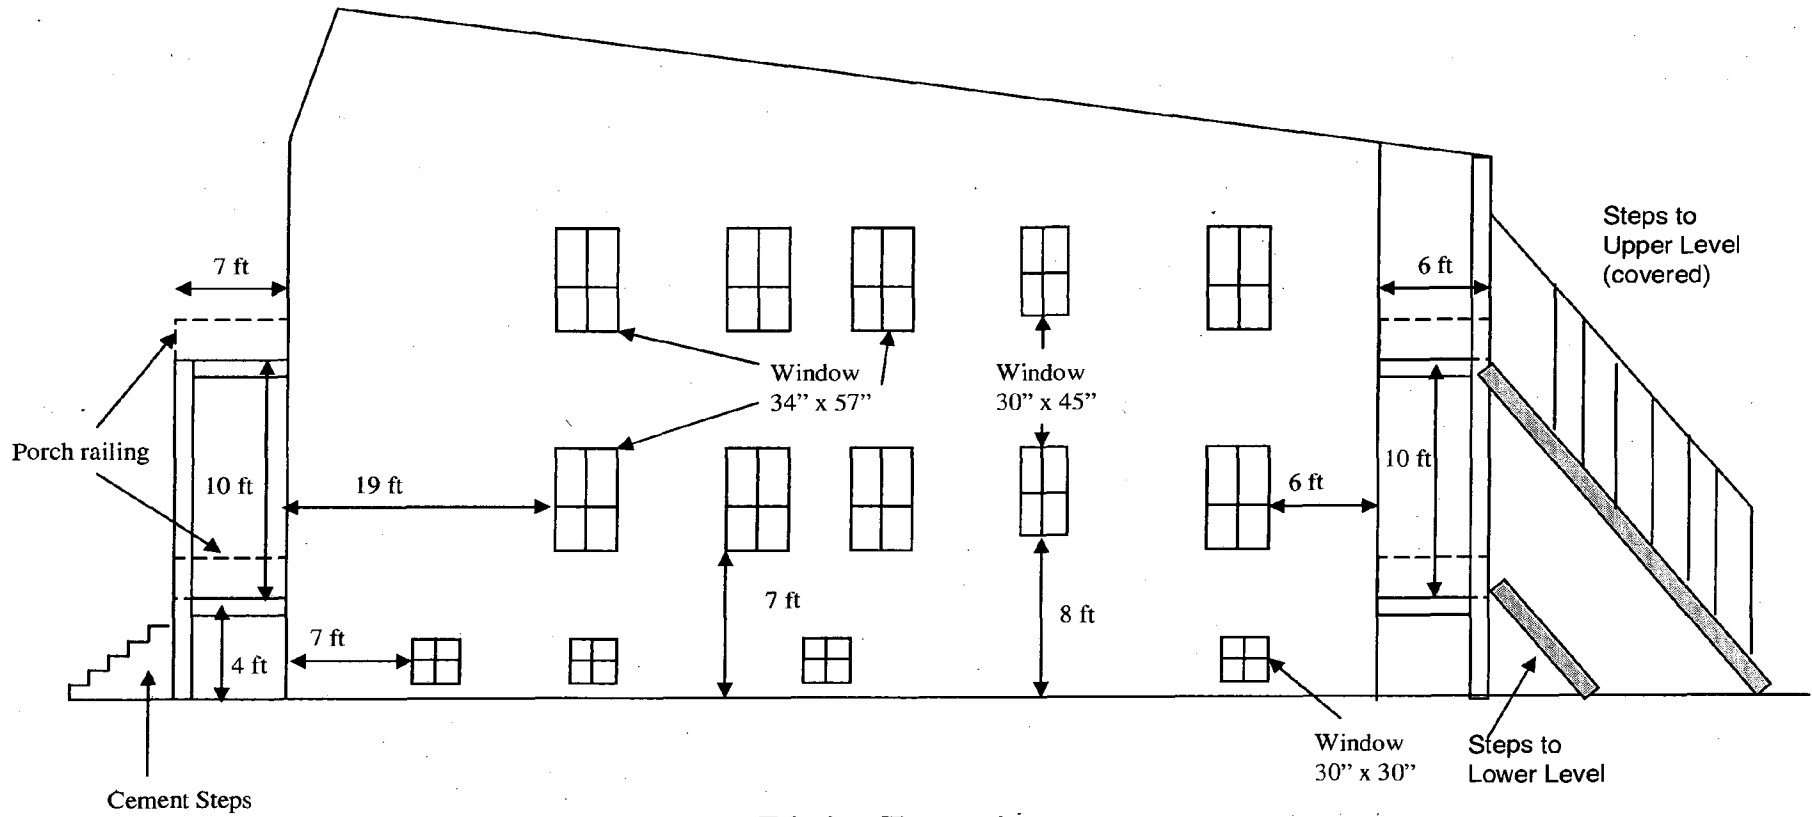 Steps to
Upper Level
(covered)
7 ft
6 ft
Window
34” x 57”
Window
30” x 45”
Porch railing
10 ft
19 ft
6 ft
10 ft
7 ft
8 ft
7 ft
4 ft
Window
30” x 30”
Steps to
Lower Level
Cement Steps